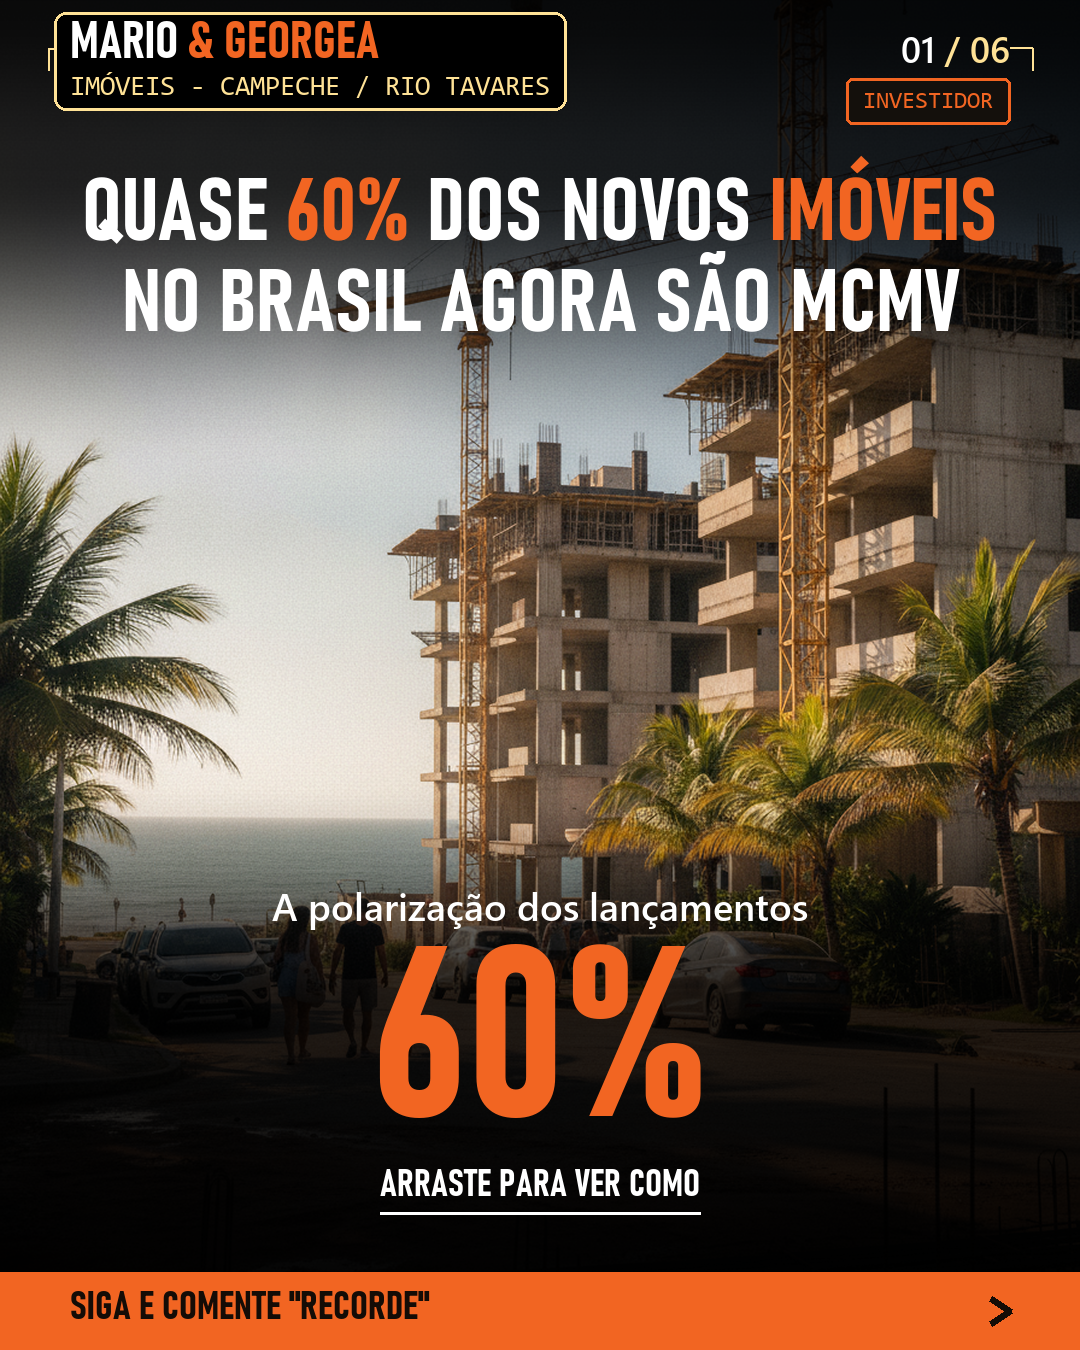 MARIO & GEORGEA
IMÓVEIS - CAMPECHE / RIO TAVARES
01 / 06
INVESTIDOR
QUASE 60% DOS NOVOS IMÓVEIS
NO BRASIL AGORA SÃO MCMV
A polarização dos lançamentos
60%
ARRASTE PARA VER COMO
SIGA E COMENTE "RECORDE"
>